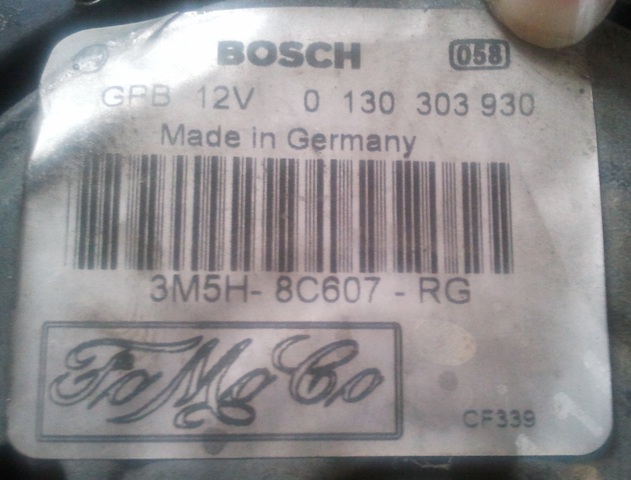 BOSCH 058
GPB 12V 0 130 303 930
Made in Germany
3M5H- 8C607 - RG
FoMoCo
CF339